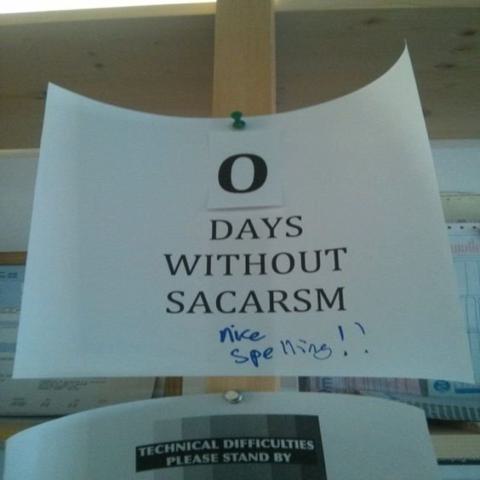 0
DAYS
WITHOUT
SACARSM
nice
spelling!!
TECHNICAL DIFFICULTIES
PLEASE STAND BY